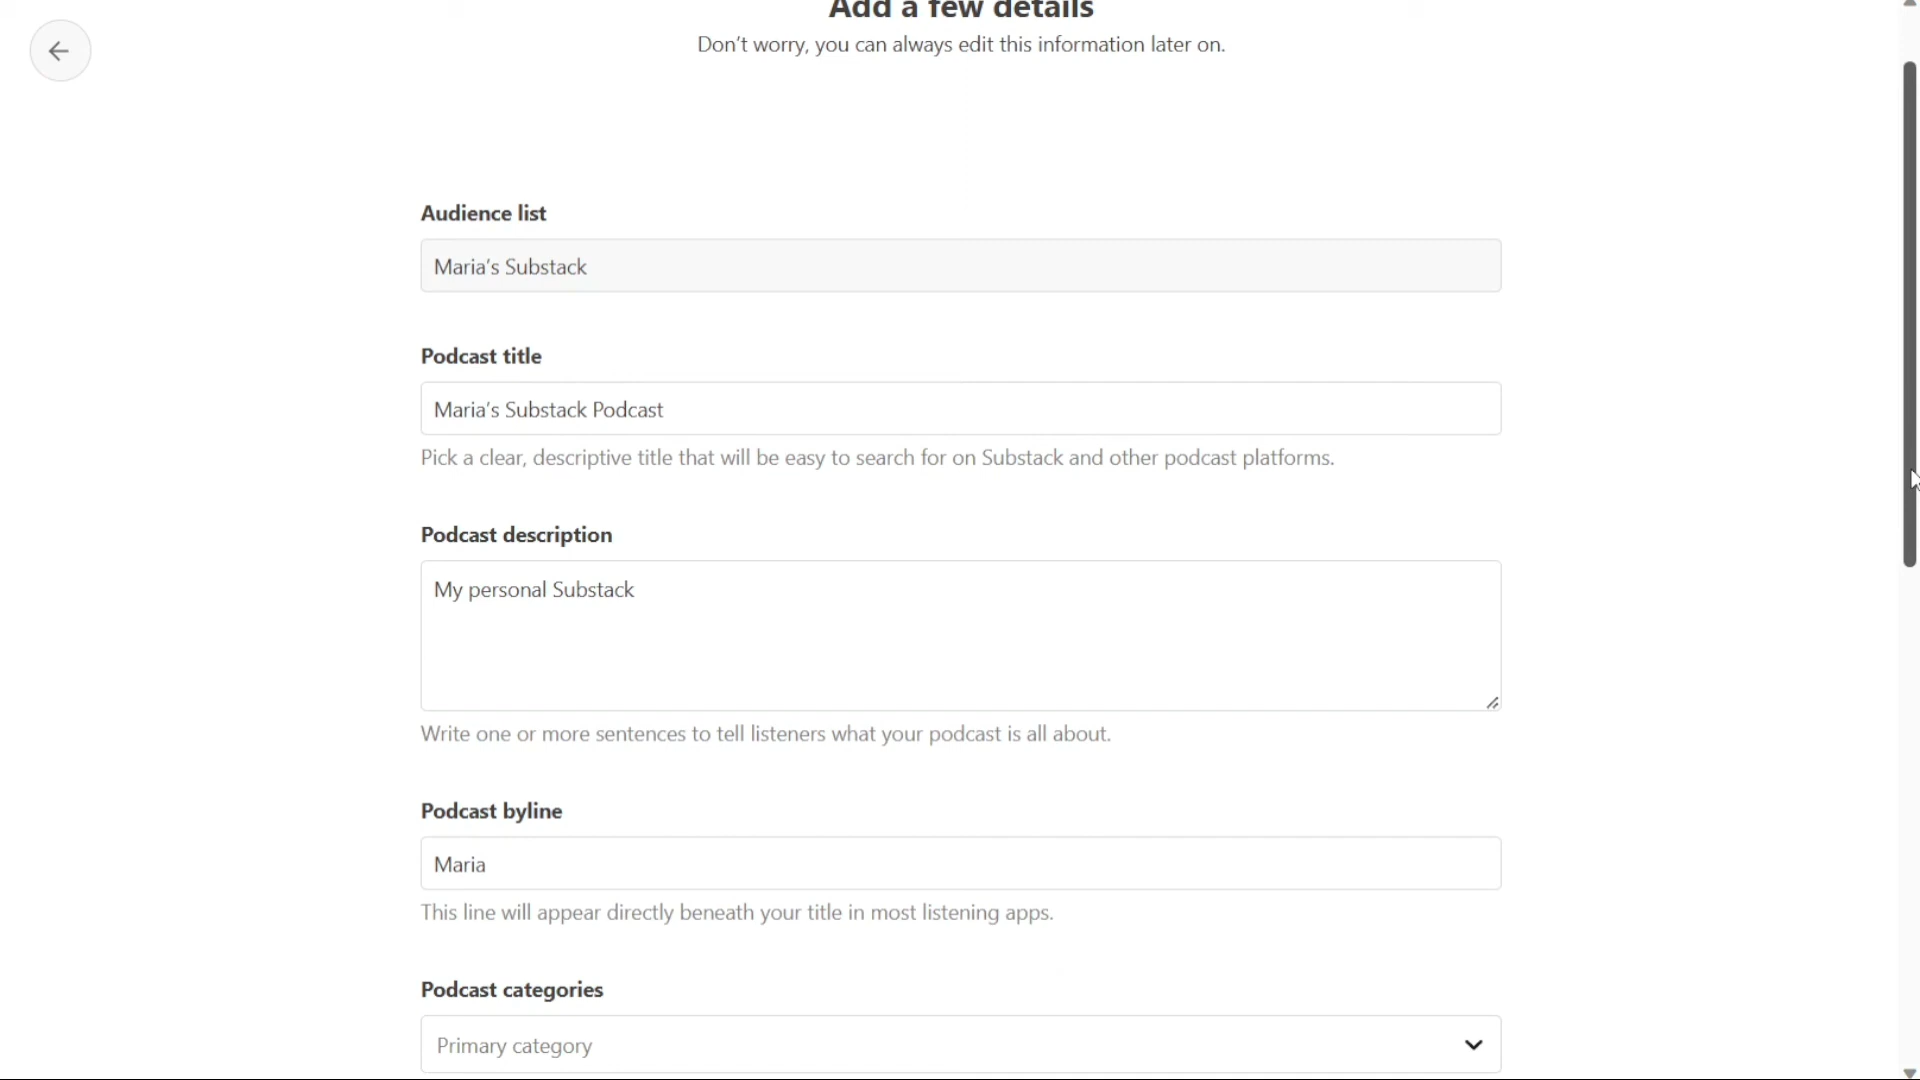 Add a few details
Don’t worry, you can always edit this information later on.
Audience list
Maria’s Substack
Podcast title
Maria’s Substack Podcast
Pick a clear, descriptive title that will be easy to search for on Substack and other podcast platforms.
Podcast description
My personal Substack
Write one or more sentences to tell listeners what your podcast is all about.
Podcast byline
Maria
This line will appear directly beneath your title in most listening apps.
Podcast categories
Primary category